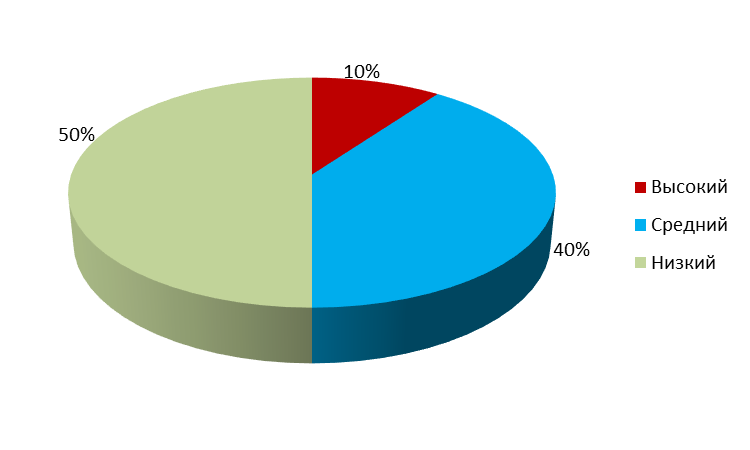 10%
50%
40%
Высокий
Средний
Низкий